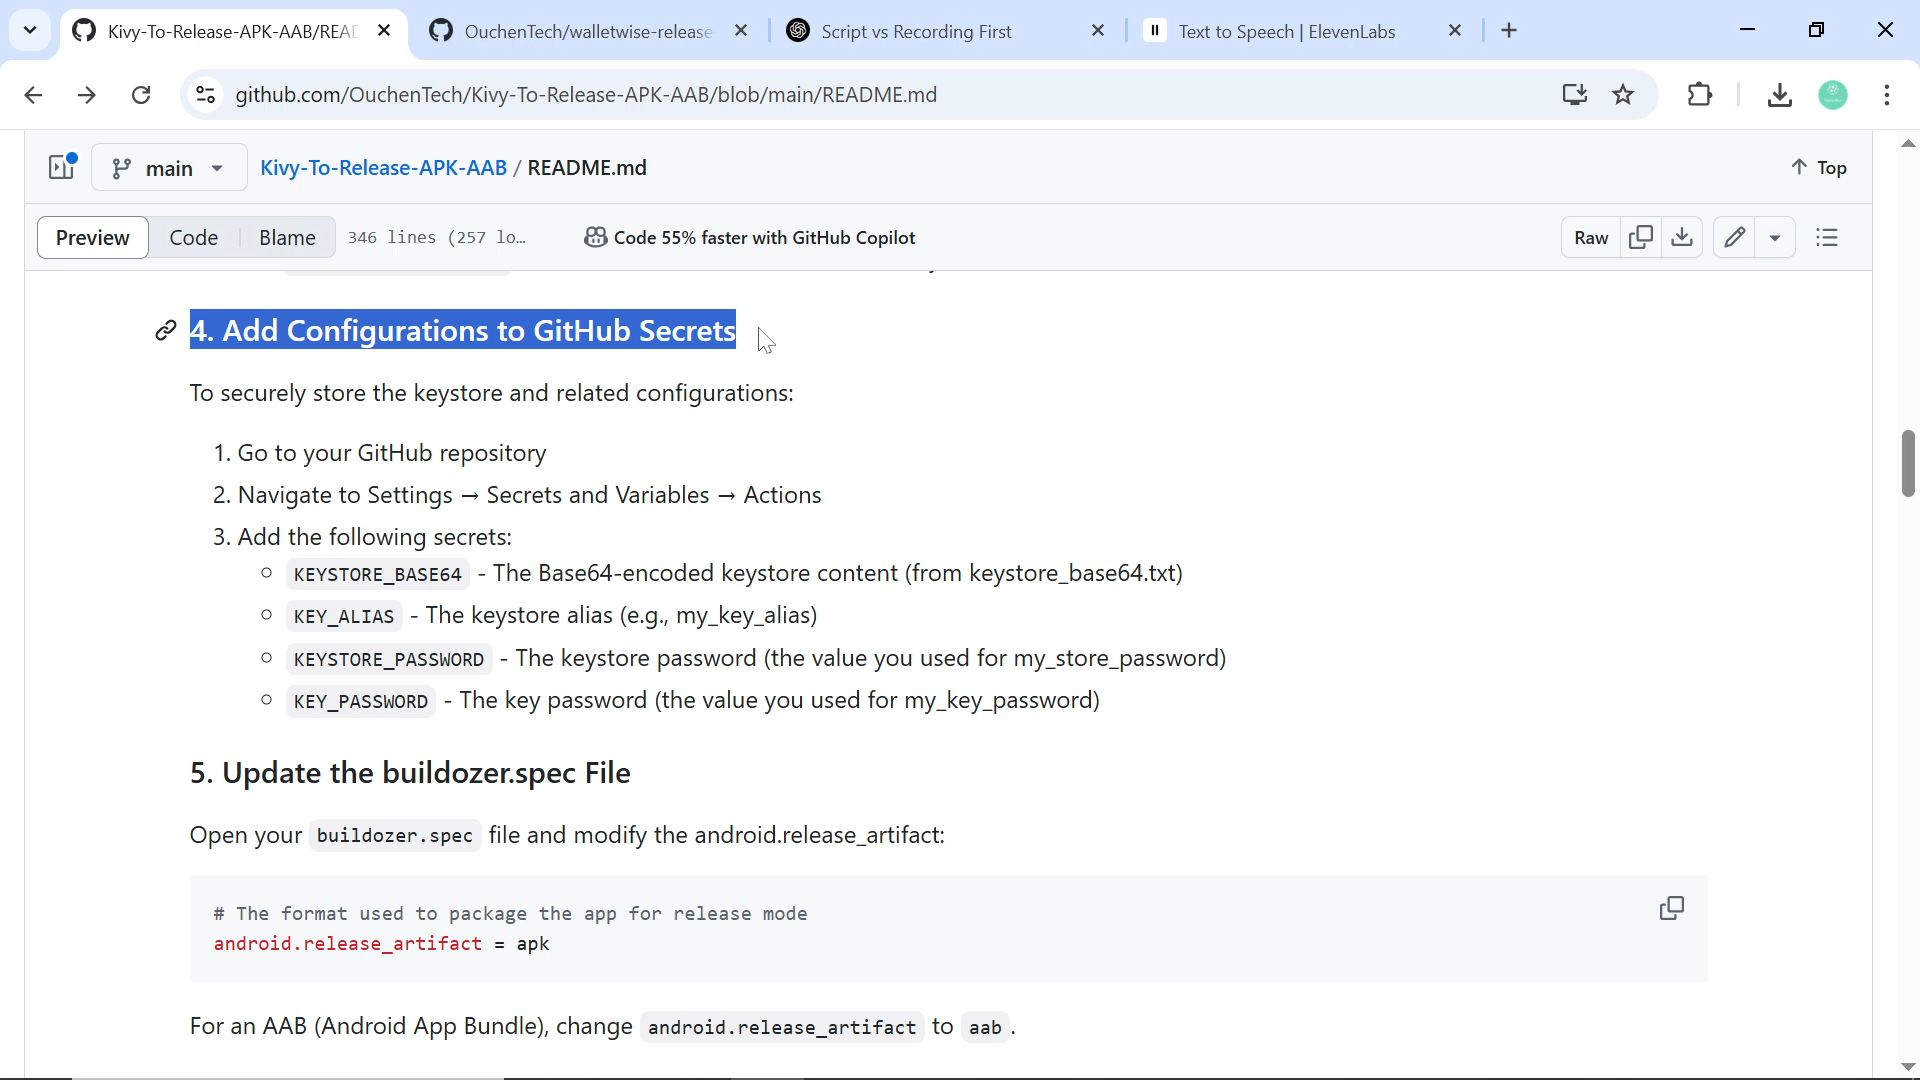 Kivy-To-Release-APK-AAB/REA
OuchenTech/walletwise-release
Script vs Recording First
Text to Speech | ElevenLabs
github.com/OuchenTech/Kivy-To-Release-APK-AAB/blob/main/README.md
main
Kivy-To-Release-APK-AAB / README.md
Top
Preview
Code
Blame
346 lines (257 lo...
Code 55% faster with GitHub Copilot
Raw
4. Add Configurations to GitHub Secrets
To securely store the keystore and related configurations:
1. Go to your GitHub repository
2. Navigate to Settings → Secrets and Variables → Actions
3. Add the following secrets:
KEYSTORE_BASE64 - The Base64-encoded keystore content (from keystore_base64.txt)
KEY_ALIAS - The keystore alias (e.g., my_key_alias)
KEYSTORE_PASSWORD - The keystore password (the value you used for my_store_password)
KEY_PASSWORD - The key password (the value you used for my_key_password)
5. Update the buildozer.spec File
Open your buildozer.spec file and modify the android.release_artifact:
# The format used to package the app for release mode
android.release_artifact = apk
For an AAB (Android App Bundle), change android.release_artifact to aab.